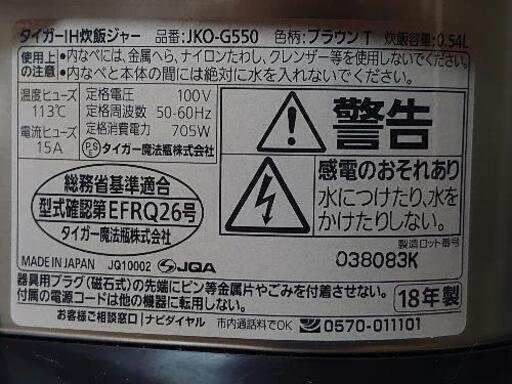 タイガーIH炊飯ジャー 品番:JKO-G550 色柄:ブラウン T 炊飯容量:0.54L
使用上の注意
●内なべには、金属へら、ナイロンたわし、クレンザー等を使用しないでください。
●内なべと本体の間には絶対に水を入れないでください。
温度ヒューズ 113℃
電流ヒューズ 15A
定格電圧 100V
定格周波数 50-60Hz
定格消費電力 705W
PSE タイガー魔法瓶株式会社
警告
感電のおそれあり
水につけたり、水を
かけたりしない。
総務省基準適合
型式確認第EFRQ26号
タイガー魔法瓶株式会社
製造ロット番号
038083K
MADE IN JAPAN JQ10002 JQA
器具用プラグ(磁石式)の先端にピン等金属片やごみを付着させない。
付属の電源コードは他の機器に転用しない。
18年製
お客様ご相談窓口 ナビダイヤル 市内通話料でOK 0570-011101